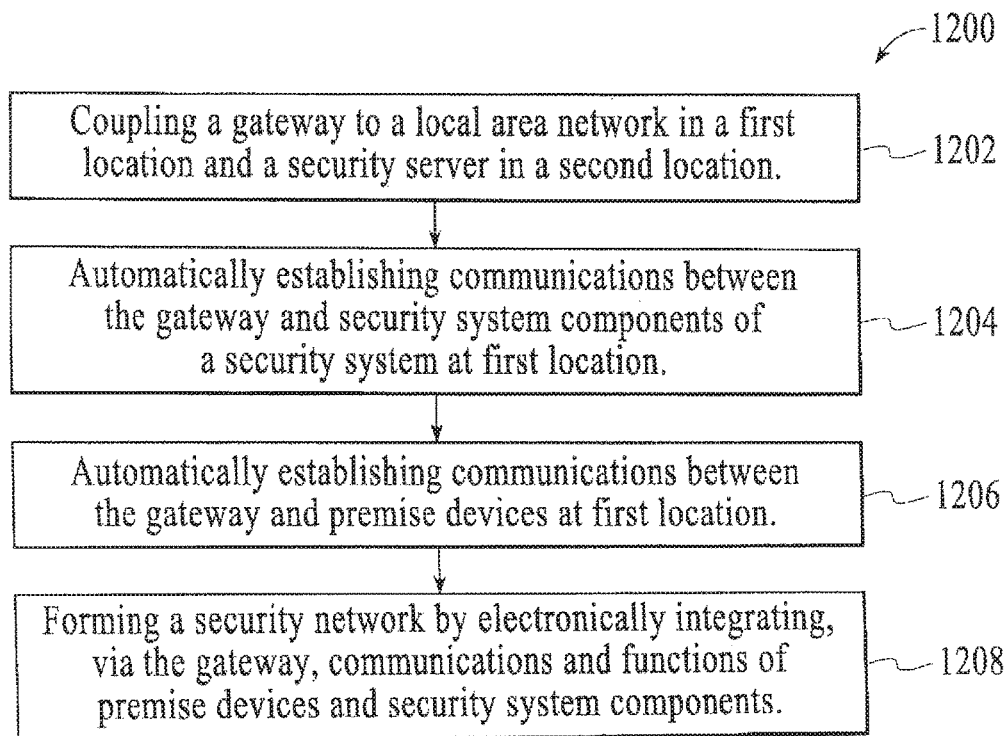 1200
Coupling a gateway to a local area network in a first
location and a security server in a second location.
1202
Automatically establishing communications between
the gateway and security system components of
a security system at first location.
1204
Automatically establishing communications between
the gateway and premise devices at first location.
1206
Forming a security network by electronically integrating,
via the gateway, communications and functions of
premise devices and security system components.
1208